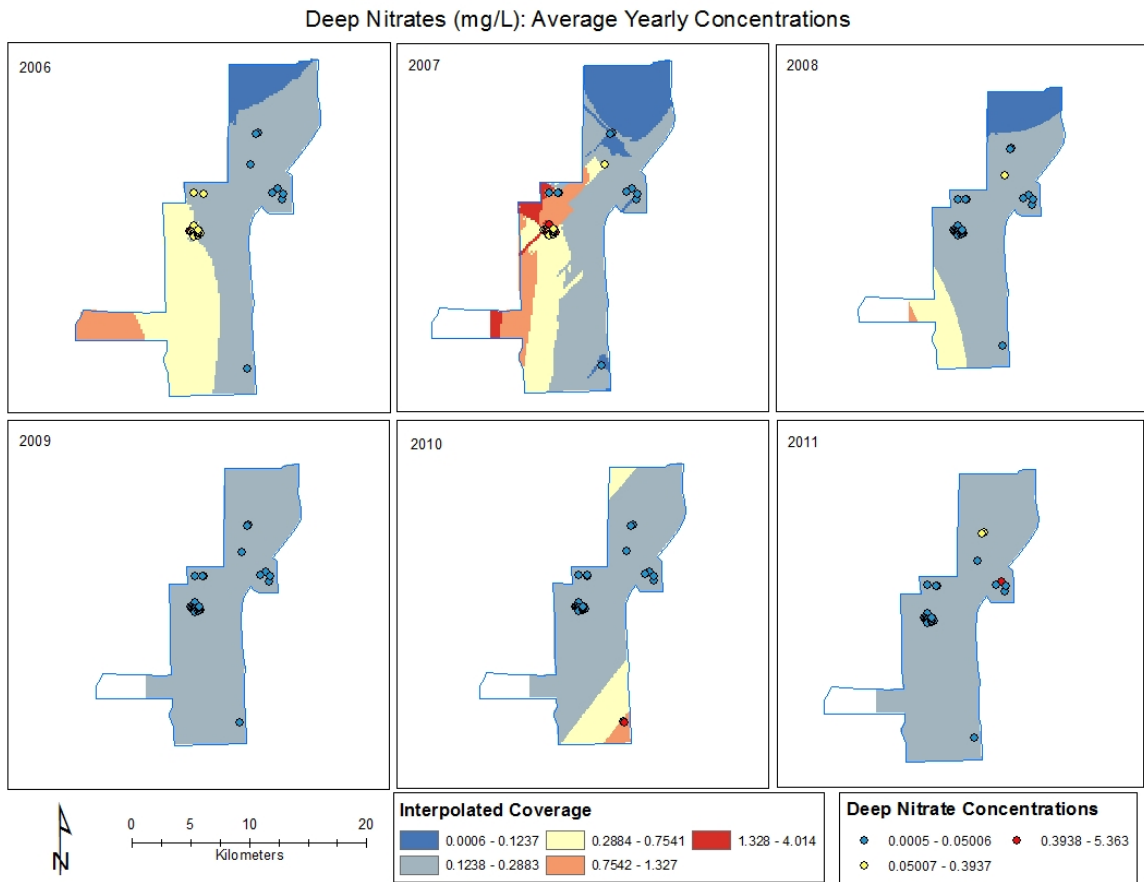 Deep Nitrates (mg/L): Average Yearly Concentrations
2006
2007
2008
2009
2010
2011
N
0 5 10 20
Kilometers
Interpolated Coverage
0.0006 - 0.1237
0.2884 - 0.7541
1.328 - 4.014
0.1238 - 0.2883
0.7542 - 1.327
Deep Nitrate Concentrations
0.0005 - 0.05006
0.3938 - 5.363
0.05007 - 0.3937